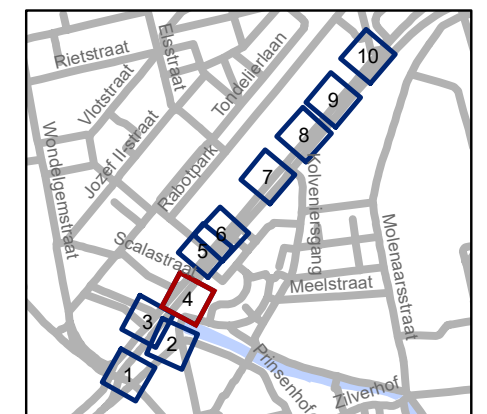 10
Rietstraat
Elsstraat
Tondelierlaan
Vlotstraat
9
8
Jozef II-straat
Wondelgemstraat
Rabotpark
7
Kolveniersgang
6
5
Scalastraat
Molenaarsstraat
Meelstraat
4
3
2
1
Prinsenhof
Zilverhof